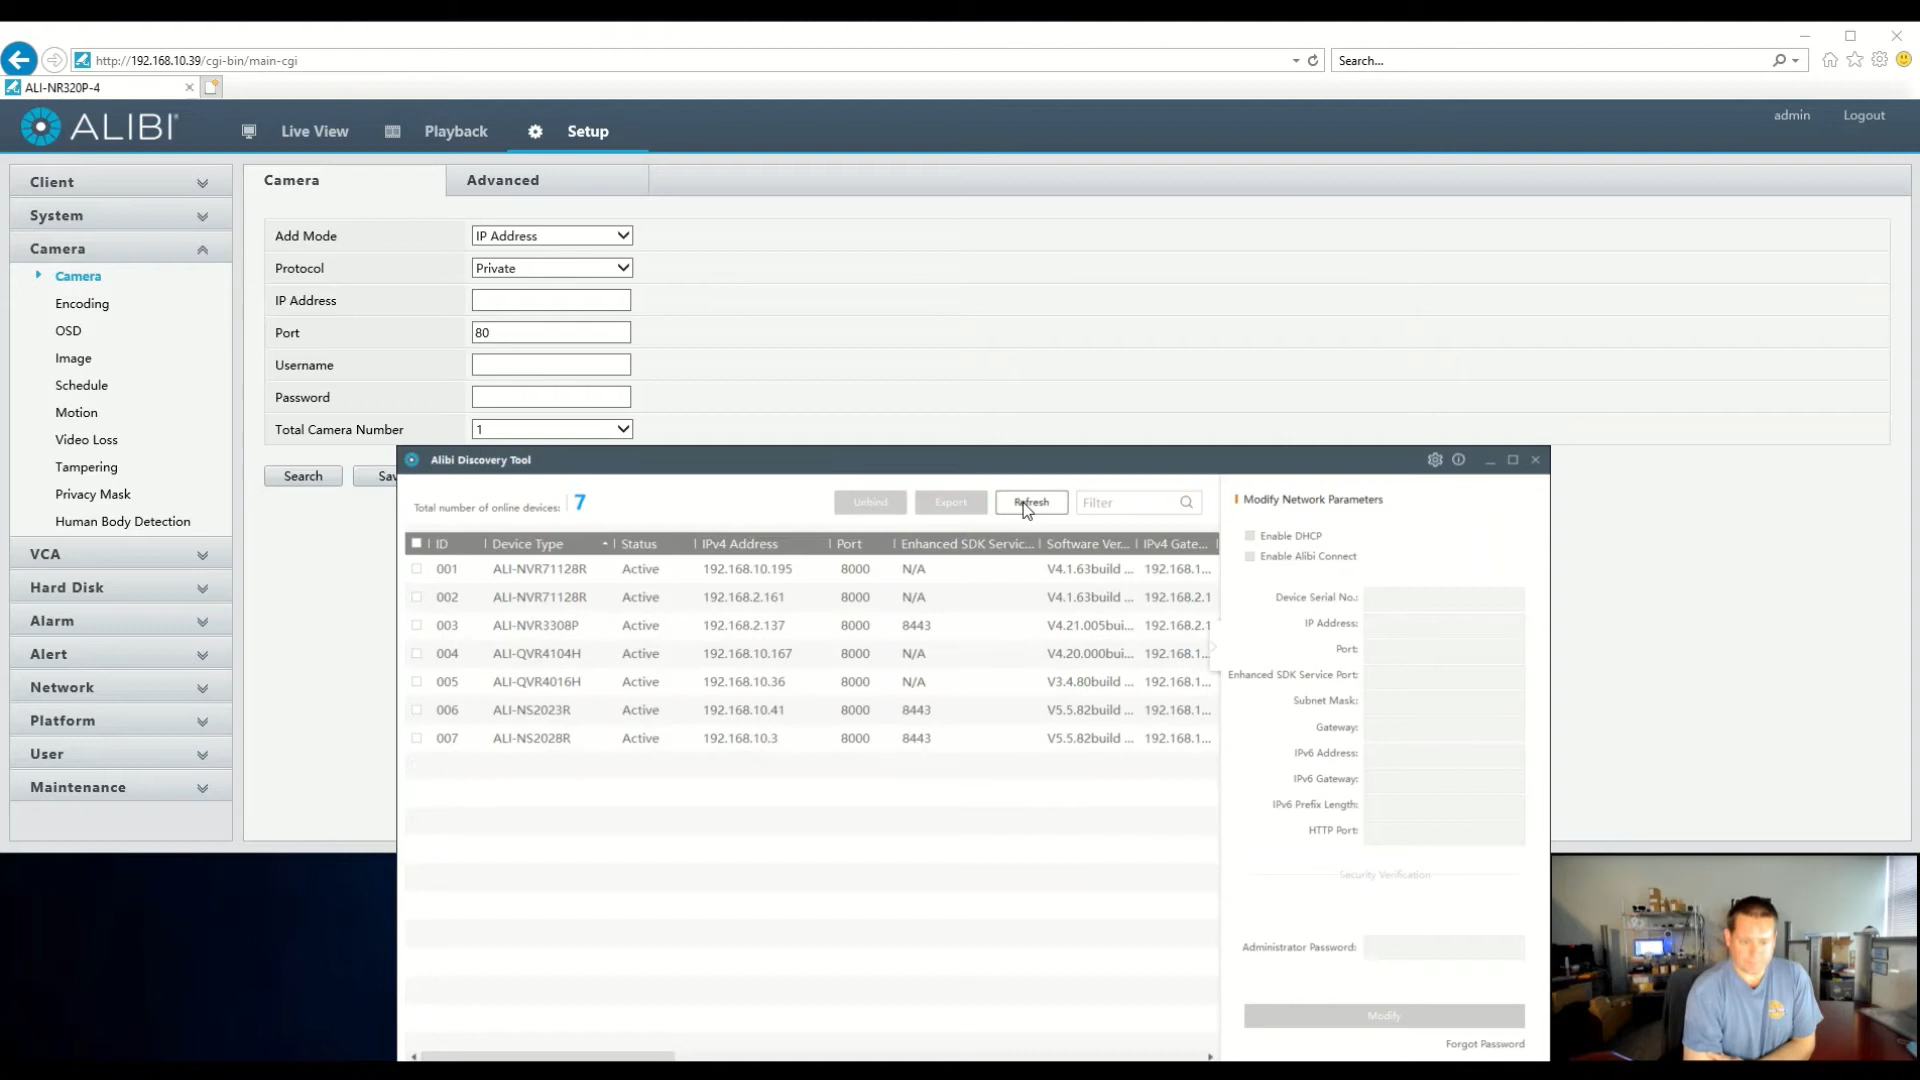 http://192.168.10.39/cgi-bin/main-cgi
Search...
ALI-NR320P-4
ALIBI
Live View
Playback
Setup
admin
Logout
Client
System
Camera
Camera
Encoding
OSD
Image
Schedule
Motion
Video Loss
Tampering
Privacy Mask
Human Body Detection
VCA
Hard Disk
Alarm
Alert
Network
Platform
User
Maintenance
Camera
Advanced
Add Mode IP Address
Protocol Private
IP Address
Port 80
Username
Password
Total Camera Number 1
Search
Sav
Alibi Discovery Tool
Total number of online devices: 7
Unbind
Export
Refresh
Filter
ID Device Type Status IPv4 Address Port Enhanced SDK Servic... Software Ver... IPv4 Gate...
001 ALI-NVR71128R Active 192.168.10.195 8000 N/A V4.1.63build ... 192.168.1...
002 ALI-NVR71128R Active 192.168.2.161 8000 N/A V4.1.63build ... 192.168.2.1
003 ALI-NVR3308P Active 192.168.2.137 8000 8443 V4.21.005bui... 192.168.2.1
004 ALI-QVR4104H Active 192.168.10.167 8000 N/A V4.20.000bui... 192.168.1...
005 ALI-QVR4016H Active 192.168.10.36 8000 N/A V3.4.80build ... 192.168.1...
006 ALI-NS2023R Active 192.168.10.41 8000 8443 V5.5.82build ... 192.168.1...
007 ALI-NS2028R Active 192.168.10.3 8000 8443 V5.5.82build ... 192.168.1...
Modify Network Parameters
Enable DHCP
Enable Alibi Connect
Device Serial No.:
IP Address:
Port:
Enhanced SDK Service Port:
Subnet Mask:
Gateway:
IPv6 Address:
IPv6 Gateway:
IPv6 Prefix Length:
HTTP Port:
Security Verification
Administrator Password:
Modify
Forgot Password